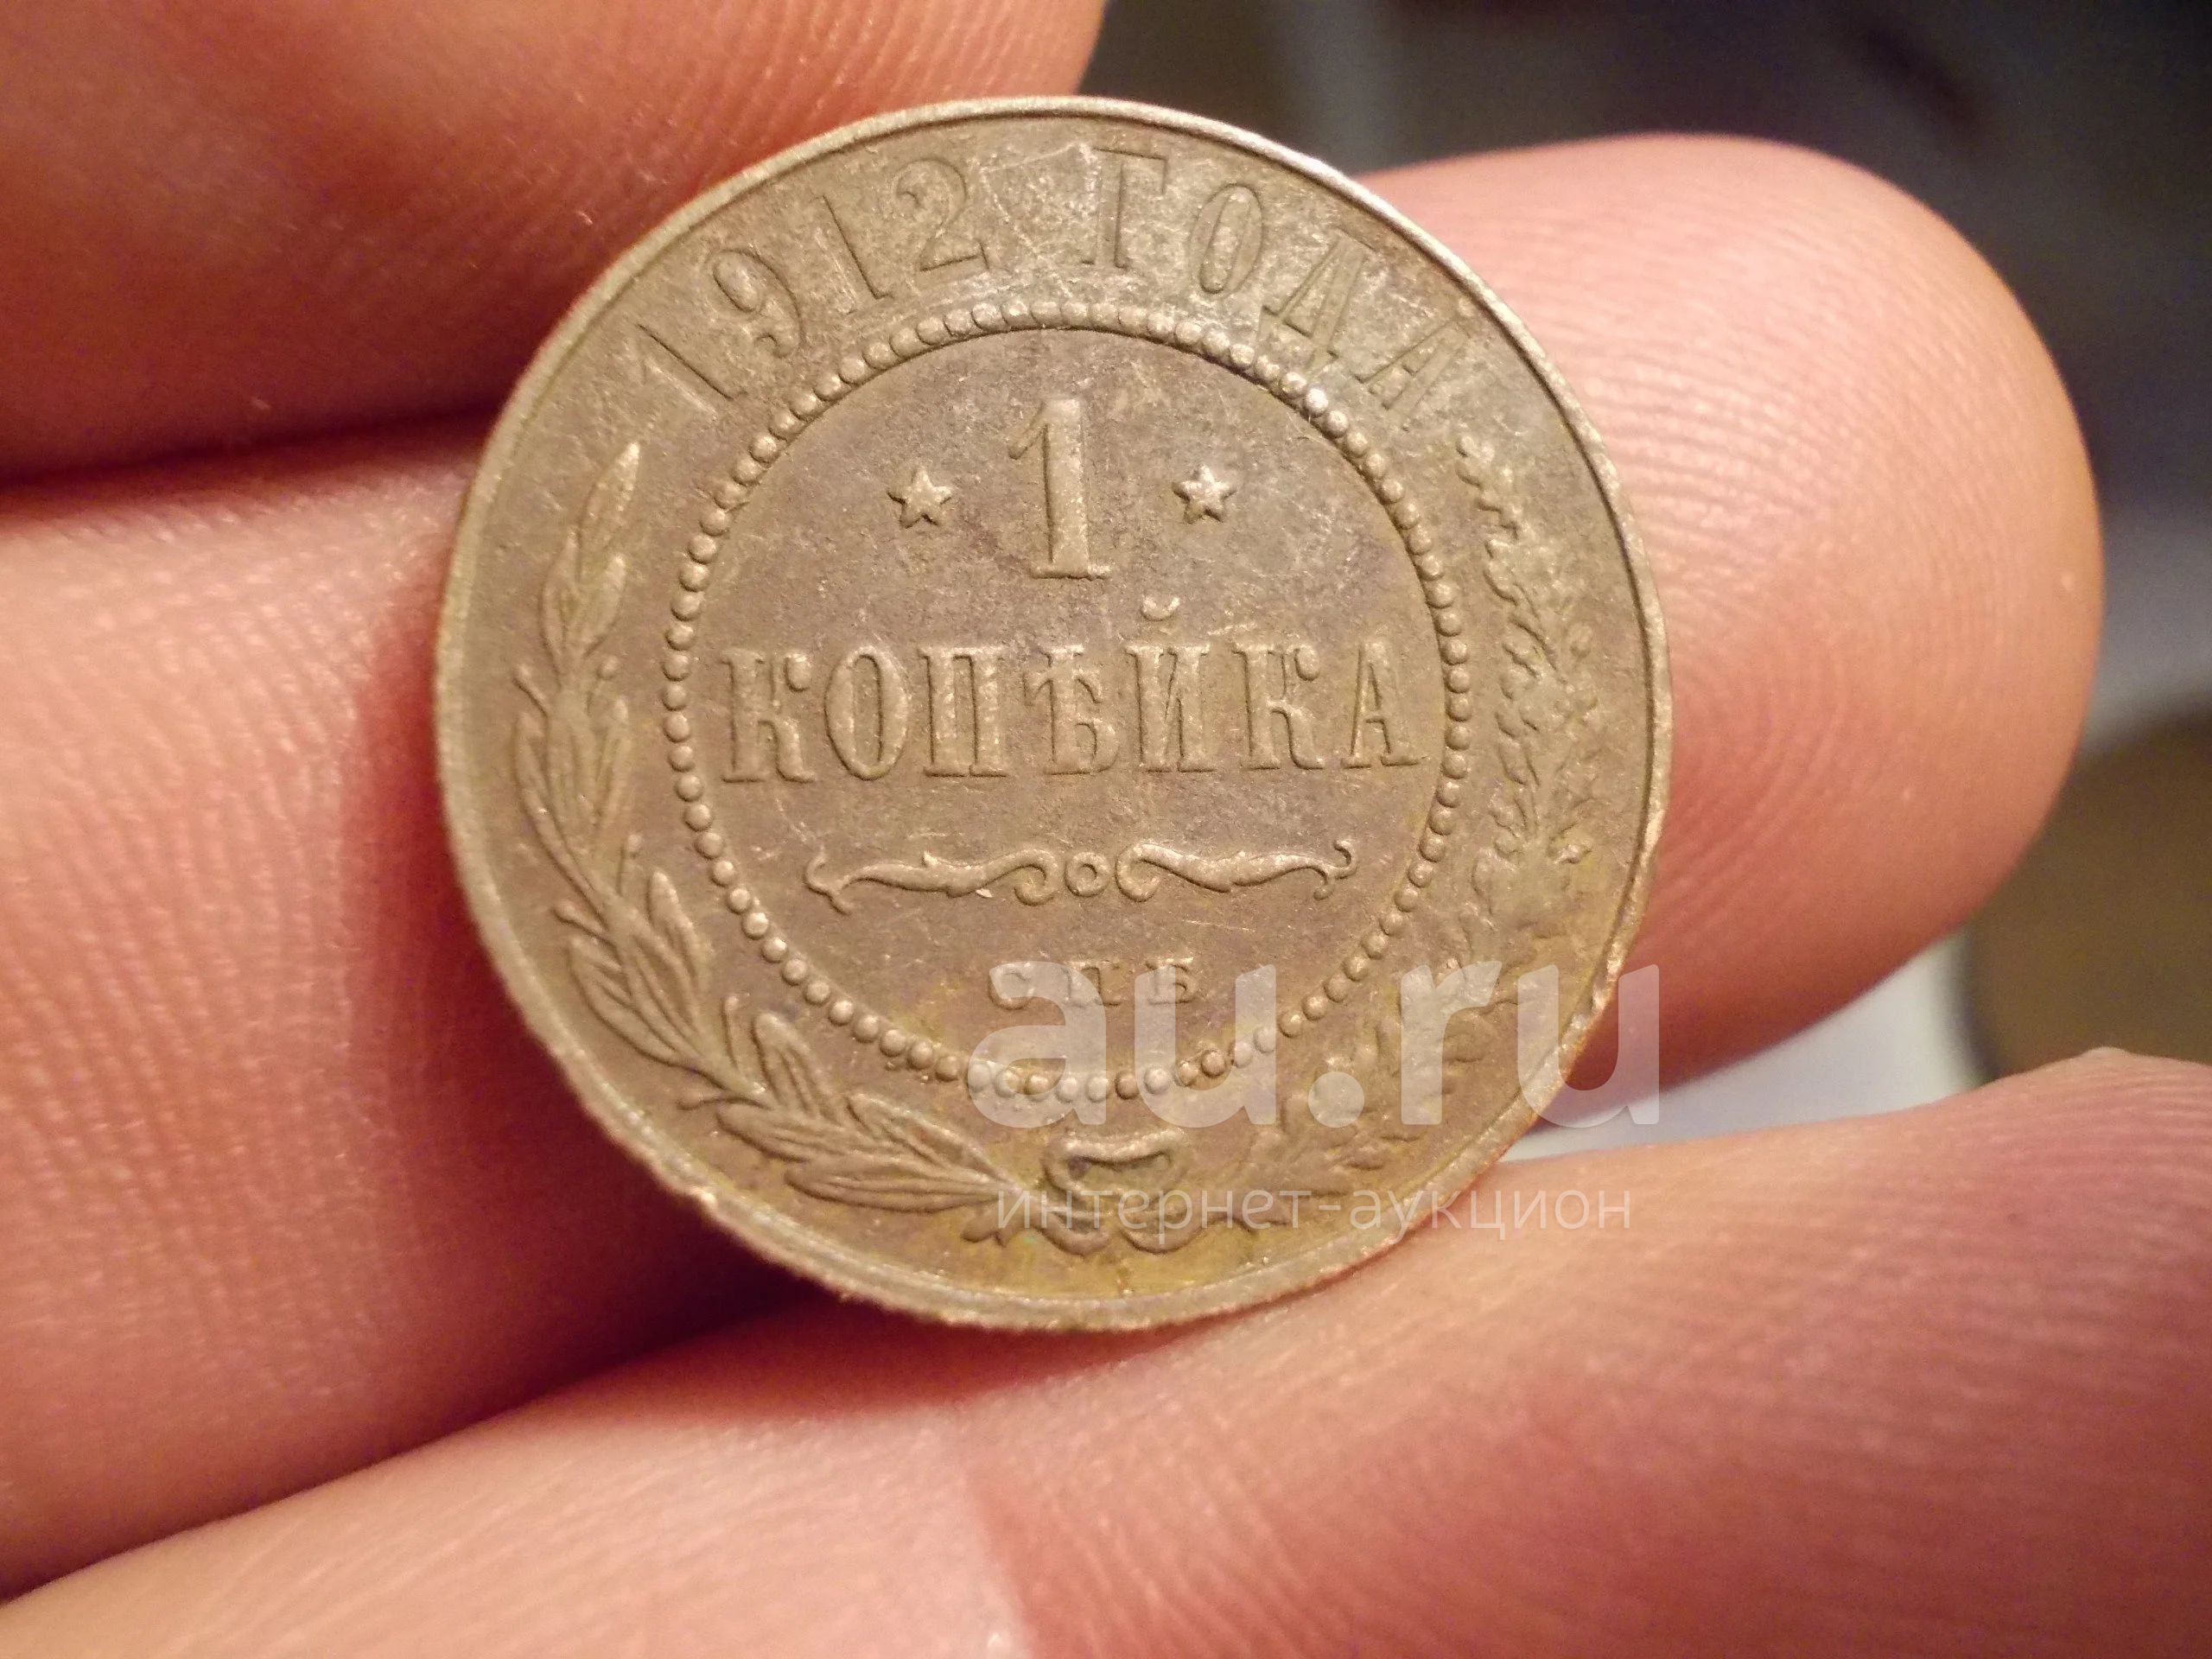 1912 ГОДА
1
КОПѢЙКА
СПБ
au.ru
интернет-аукцион